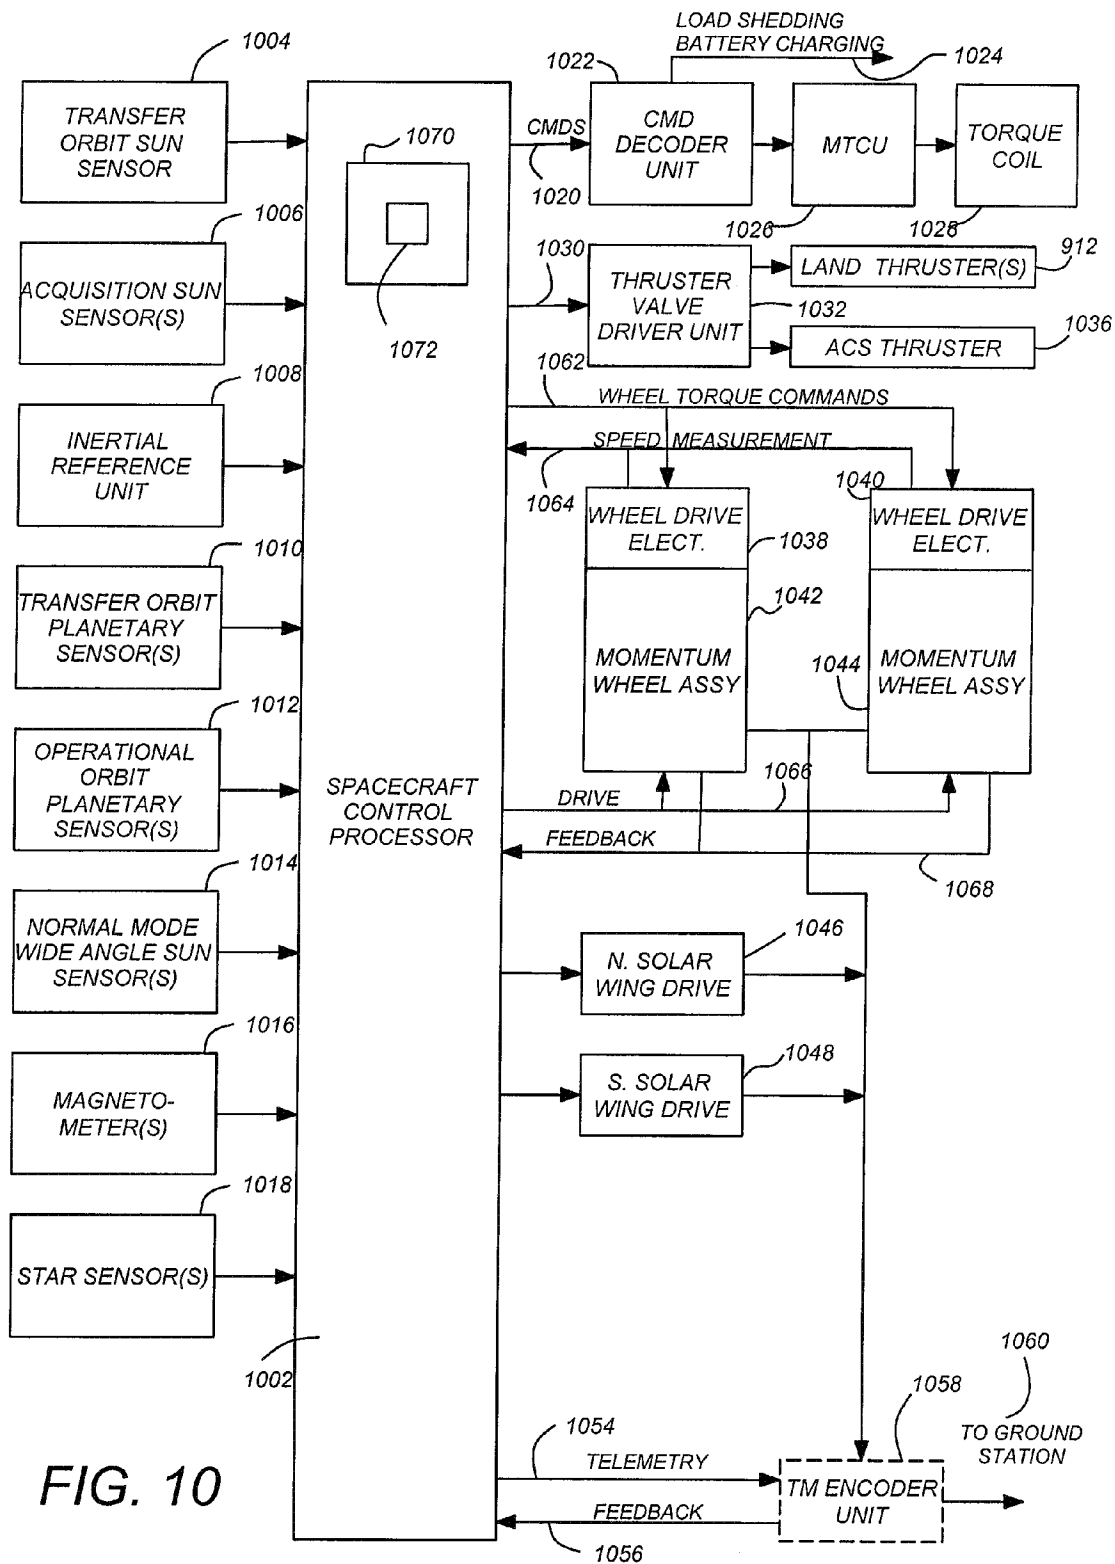 1004
TRANSFER
ORBIT SUN
SENSOR
1006
ACQUISITION SUN
SENSOR(S)
1008
INERTIAL
REFERENCE
UNIT
1010
TRANSFER ORBIT
PLANETARY
SENSOR(S)
1012
OPERATIONAL
ORBIT
PLANETARY
SENSOR(S)
1014
NORMAL MODE
WIDE ANGLE SUN
SENSOR(S)
1016
MAGNETO-
METER(S)
1018
STAR SENSOR(S)
1070
1072
SPACECRAFT
CONTROL
PROCESSOR
1002
LOAD SHEDDING
BATTERY CHARGING
1024
1022
CMDS
1020
CMD
DECODER
UNIT
MTCU
1026
TORQUE
COIL
1028
1030
THRUSTER
VALVE
DRIVER UNIT
1032
LAND THRUSTER(S)
912
ACS THRUSTER
1036
1062
WHEEL TORQUE COMMANDS
SPEED MEASUREMENT
1064
WHEEL DRIVE
ELECT.
1038
1040
WHEEL DRIVE
ELECT.
1042
MOMENTUM
WHEEL ASSY
1044
MOMENTUM
WHEEL ASSY
1066
DRIVE
FEEDBACK
1068
1046
N. SOLAR
WING DRIVE
1048
S. SOLAR
WING DRIVE
1054
TELEMETRY
FEEDBACK
1056
1058
TM ENCODER
UNIT
1060
TO GROUND
STATION
FIG. 10